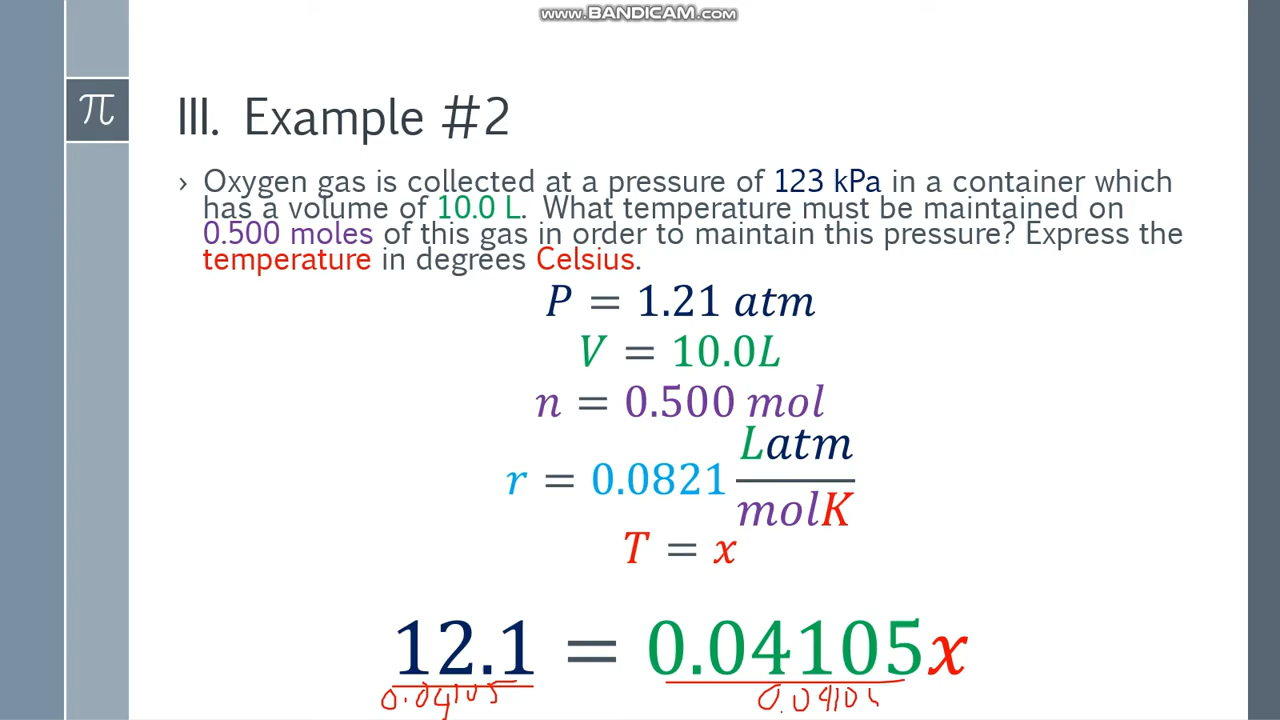 www.BANDICAM.com
π
III. Example #2
› Oxygen gas is collected at a pressure of 123 kPa in a container which
has a volume of 10.0 L. What temperature must be maintained on
0.500 moles of this gas in order to maintain this pressure? Express the
temperature in degrees Celsius.
P = 1.21 atm
V = 10.0L
n = 0.500 mol
r = 0.0821 Latm/molK
T = x
12.1 = 0.04105x
0.04105 0.0410